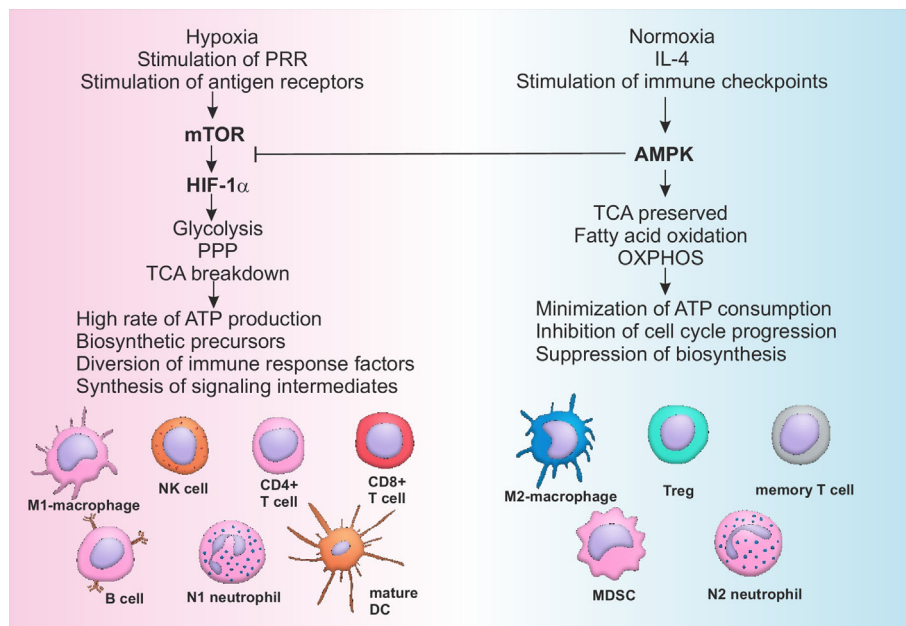 Hypoxia
Stimulation of PRR
Stimulation of antigen receptors
mTOR
HIF-1α
Glycolysis
PPP
TCA breakdown
High rate of ATP production
Biosynthetic precursors
Diversion of immune response factors
Synthesis of signaling intermediates
M1-macrophage
NK cell
CD4+
T cell
CD8+
T cell
B cell
N1 neutrophil
mature
DC
Normoxia
IL-4
Stimulation of immune checkpoints
AMPK
TCA preserved
Fatty acid oxidation
OXPHOS
Minimization of ATP consumption
Inhibition of cell cycle progression
Suppression of biosynthesis
M2-macrophage
Treg
memory T cell
MDSC
N2 neutrophil